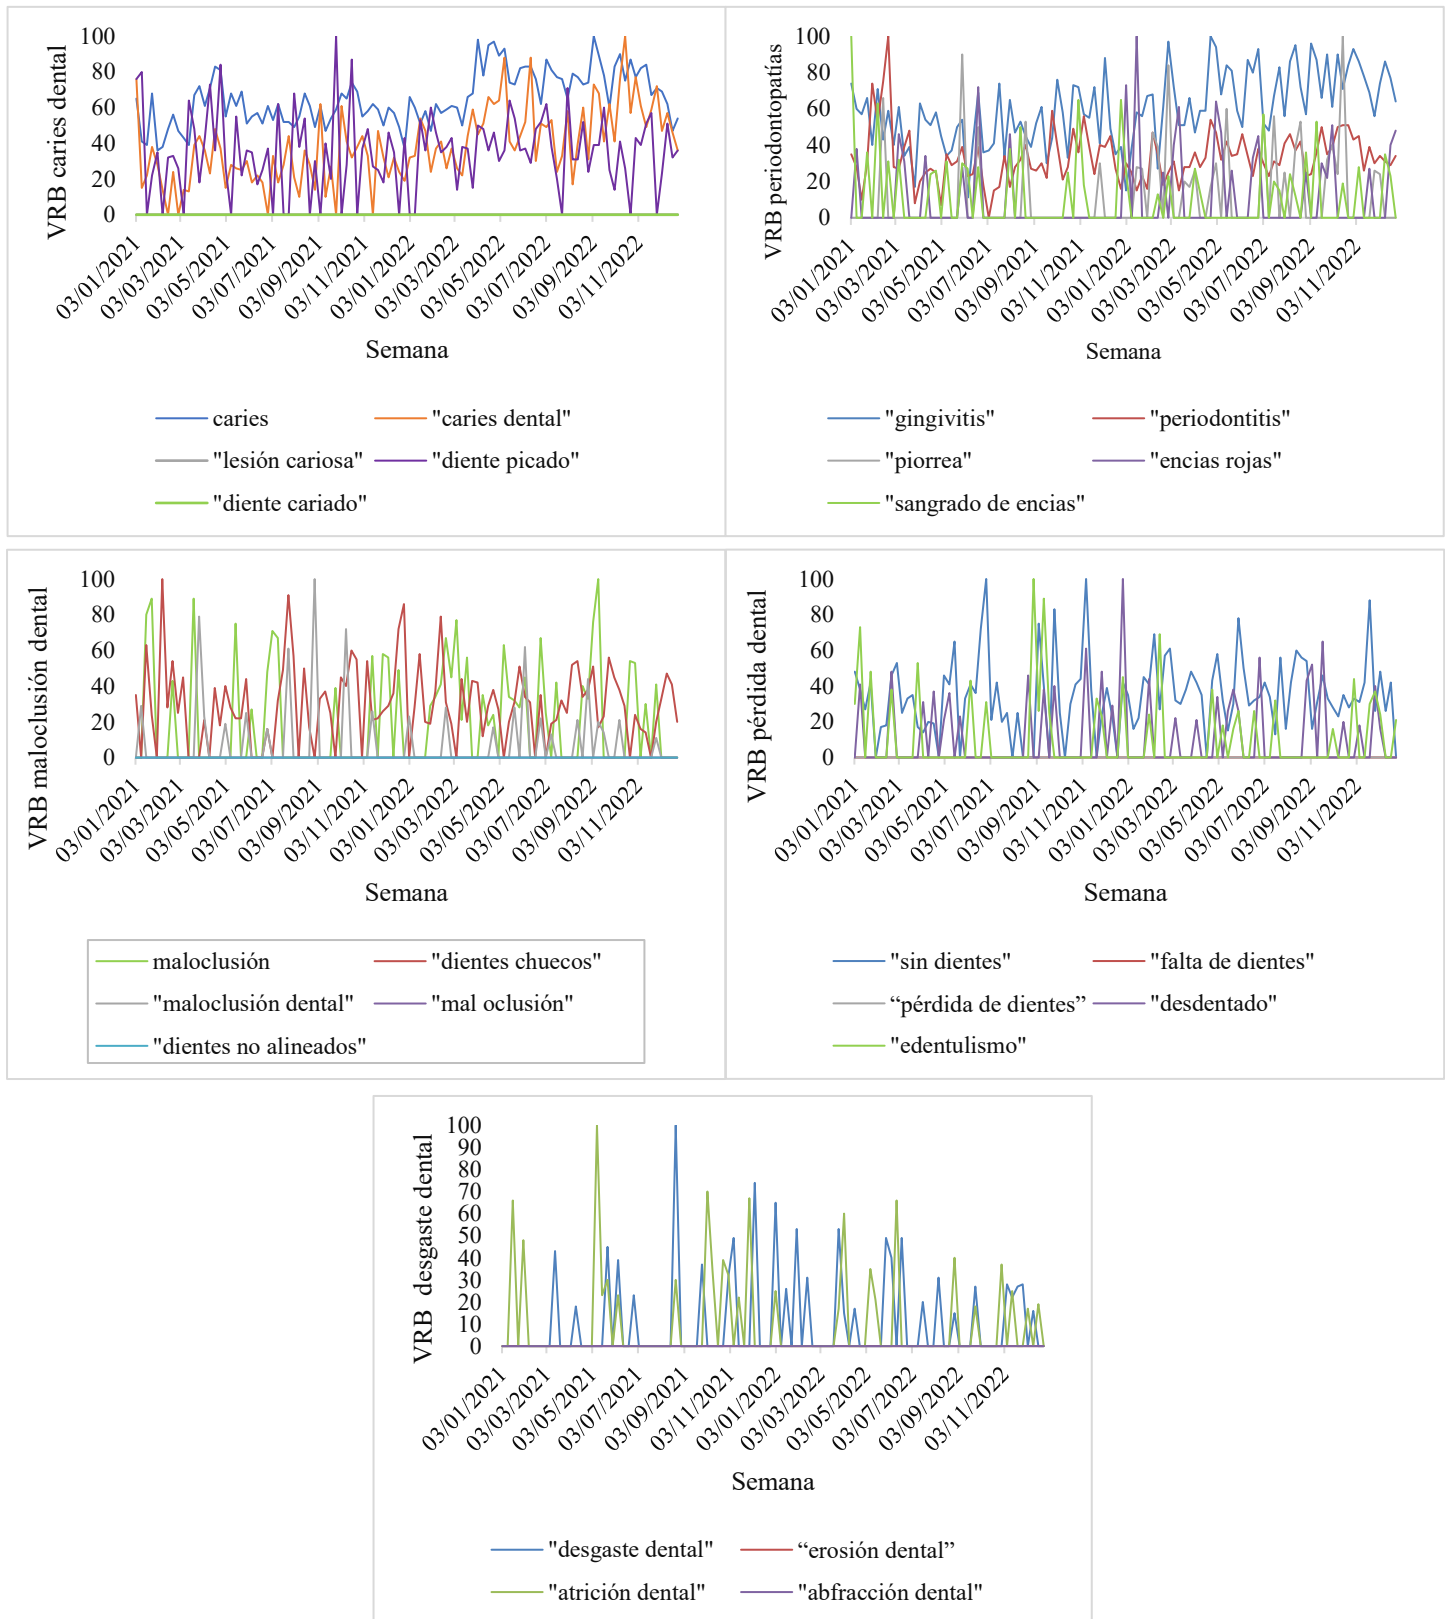 VRB caries dental
100
80
60
40
20
0
03/01/2021
03/03/2021
03/05/2021
03/07/2021
03/09/2021
03/11/2021
03/01/2022
03/03/2022
03/05/2022
03/07/2022
03/09/2022
03/11/2022
Semana
caries
"caries dental"
"lesión cariosa"
"diente picado"
"diente cariado"
VRB periodontopatías
100
80
60
40
20
0
03/01/2021
03/03/2021
03/05/2021
03/07/2021
03/09/2021
03/11/2021
03/01/2022
03/03/2022
03/05/2022
03/07/2022
03/09/2022
03/11/2022
Semana
"gingivitis"
"periodontitis"
"piorrea"
"encias rojas"
"sangrado de encias"
VRB maloclusión dental
100
80
60
40
20
0
03/01/2021
03/03/2021
03/05/2021
03/07/2021
03/09/2021
03/11/2021
03/01/2022
03/03/2022
03/05/2022
03/07/2022
03/09/2022
03/11/2022
Semana
maloclusión
"dientes chuecos"
"maloclusión dental"
"mal oclusión"
"dientes no alineados"
VRB pérdida dental
100
80
60
40
20
0
03/01/2021
03/03/2021
03/05/2021
03/07/2021
03/09/2021
03/11/2021
03/01/2022
03/03/2022
03/05/2022
03/07/2022
03/09/2022
03/11/2022
Semana
"sin dientes"
"falta de dientes"
“pérdida de dientes”
"desdentado"
"edentulismo"
VRB desgaste dental
100
90
80
70
60
50
40
30
20
10
0
03/01/2021
03/03/2021
03/05/2021
03/07/2021
03/09/2021
03/11/2021
03/01/2022
03/03/2022
03/05/2022
03/07/2022
03/09/2022
03/11/2022
Semana
"desgaste dental"
“erosión dental”
"atrición dental"
"abfracción dental"